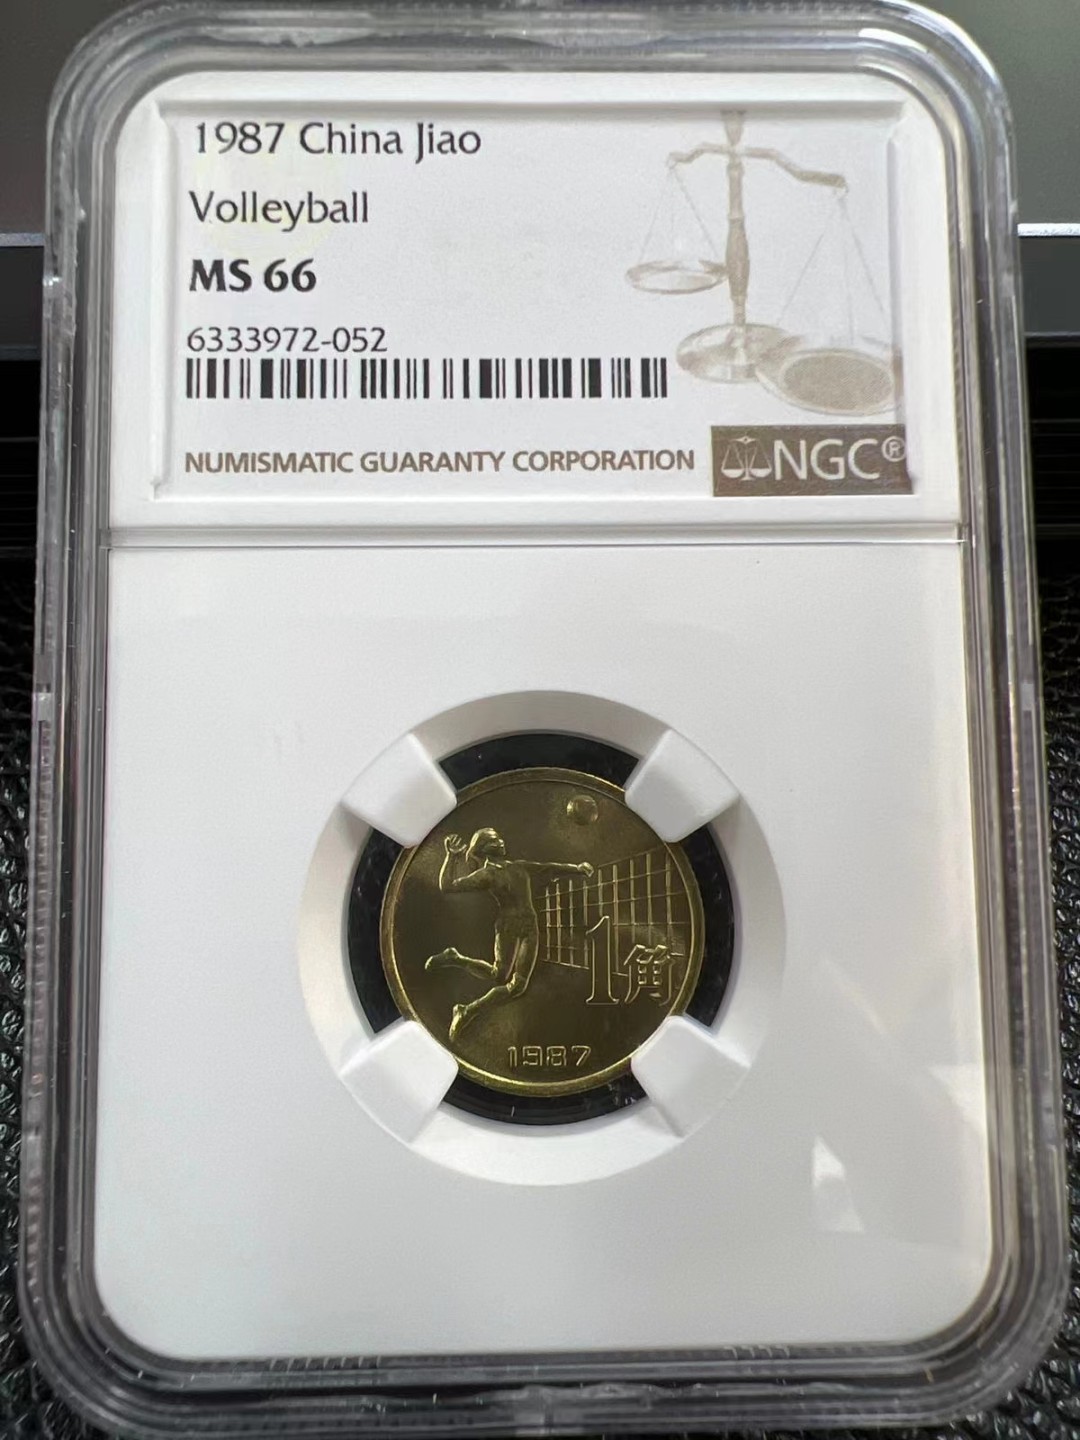 1987 China Jiao
Volleyball
MS 66
6333972-052
NUMISMATIC GUARANTY CORPORATION
NGC®
1角
1987